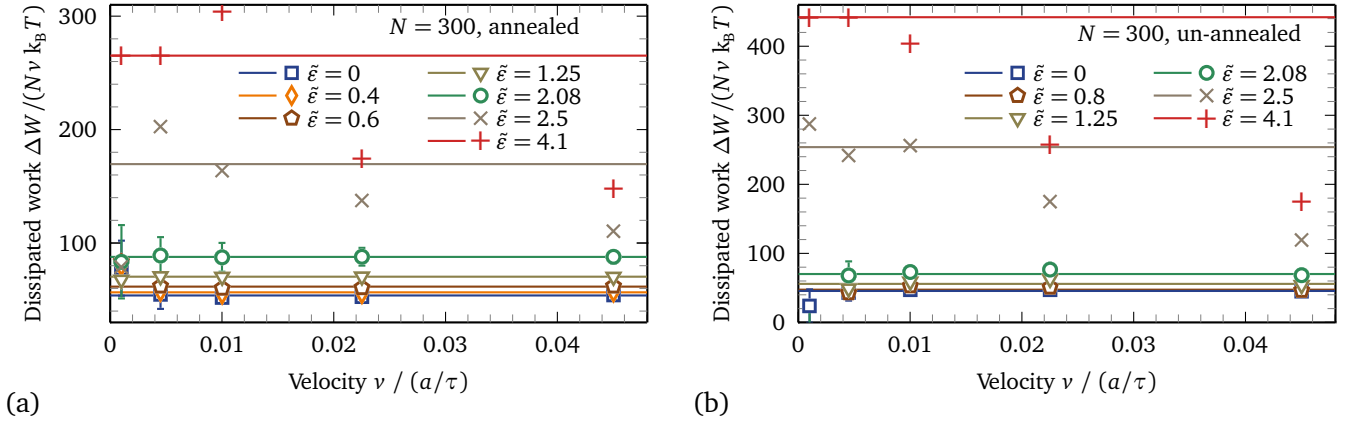 300
200
100
Dissipated work ΔW /(N v k_B T)
N = 300, annealed
ε̃ = 0
ε̃ = 0.4
ε̃ = 0.6
ε̃ = 1.25
ε̃ = 2.08
ε̃ = 2.5
ε̃ = 4.1
0 0.01 0.02 0.03 0.04
Velocity v / (a/τ)
(a)
400
300
200
100
0
Dissipated work ΔW /(N v k_B T)
N = 300, un-annealed
ε̃ = 0
ε̃ = 0.8
ε̃ = 1.25
ε̃ = 2.08
ε̃ = 2.5
ε̃ = 4.1
0 0.01 0.02 0.03 0.04
Velocity v / (a/τ)
(b)